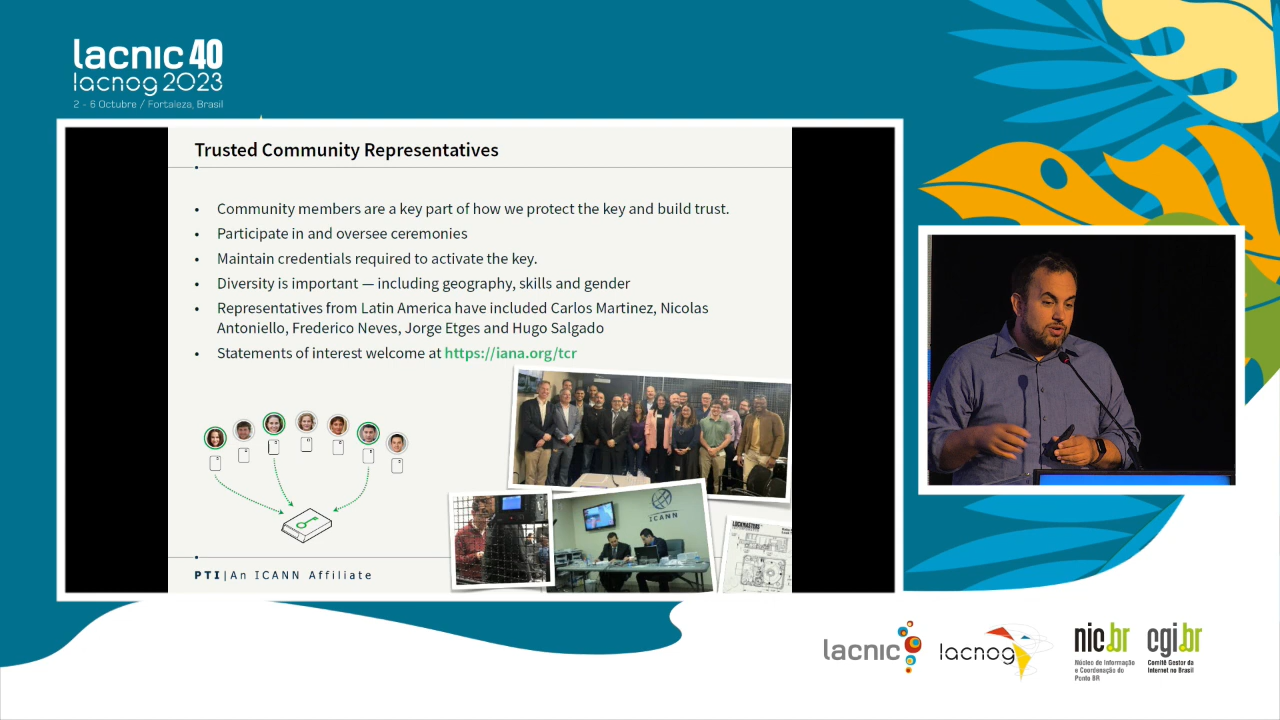 lacnic 40
lacnog 2023
2 - 6 Octubre / Fortaleza, Brasil
Trusted Community Representatives
• Community members are a key part of how we protect the key and build trust.
• Participate in and oversee ceremonies
• Maintain credentials required to activate the key.
• Diversity is important — including geography, skills and gender
• Representatives from Latin America have included Carlos Martinez, Nicolas
Antoniello, Frederico Neves, Jorge Etges and Hugo Salgado
• Statements of interest welcome at https://iana.org/tcr
ICANN
LOCKMASTERS
PTI|An ICANN Affiliate
lacnic
lacnog
nic.br
Núcleo de Informação
e Coordenação do
Ponto BR
cgi.br
Comitê Gestor da
Internet no Brasil